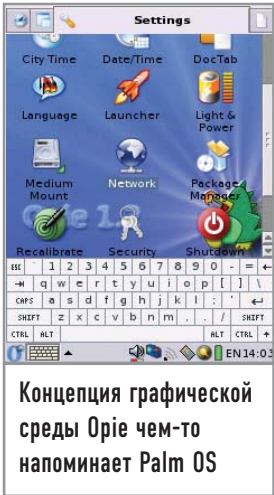 Settings
City Time Date/Time DocTab
Language Launcher Light & Power
Medium Mount Network Package Manager
Opie 1.
Recalibrate Security Shutdown
ESC ` 1 2 3 4 5 6 7 8 9 0 - = ←
q w e r t y u i o p [ ] \
CAPS a s d f g h j k l ; '
SHIFT z x c v b n m , . / SHIFT
CTRL ALT ALT CTRL
EN 14:03
Концепция графической
среды Opie чем-то
напоминает Palm OS